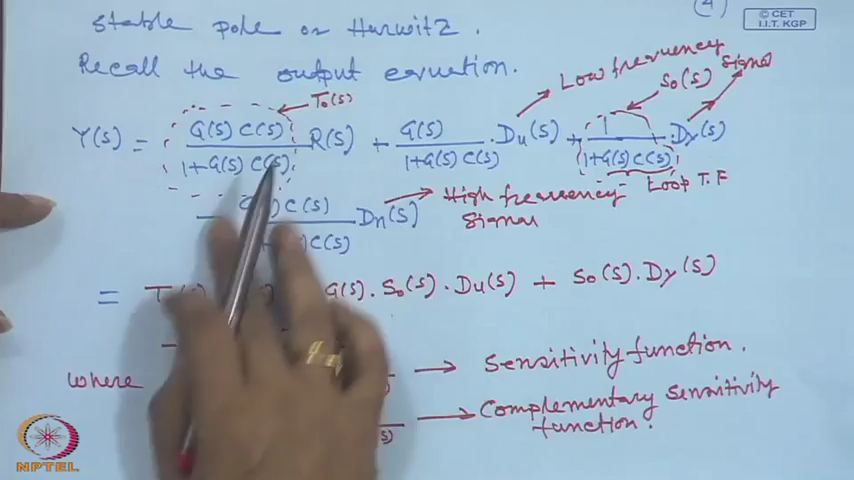 (4)
© CET
I.I.T. KGP
stable pole or Hurwitz.
Recall the output equation.
Low frequency
T₀(s)
S₀(s) Signal
Y(s) = G(s) C(s) / 1+G(s) C(s) R(s) + G(s) / 1+G(s) C(s) . Du(s) + 1 / 1+G(s) C(s) . Dy(s)
Loop T.F
C(s) / C(s) Dn(s) High frequency
Signal
= G(s). S₀(s). Du(s) + S₀(s). Dy(s)
where → Sensitivity function.
→ Complementary Sensitivity
function.
NPTEL